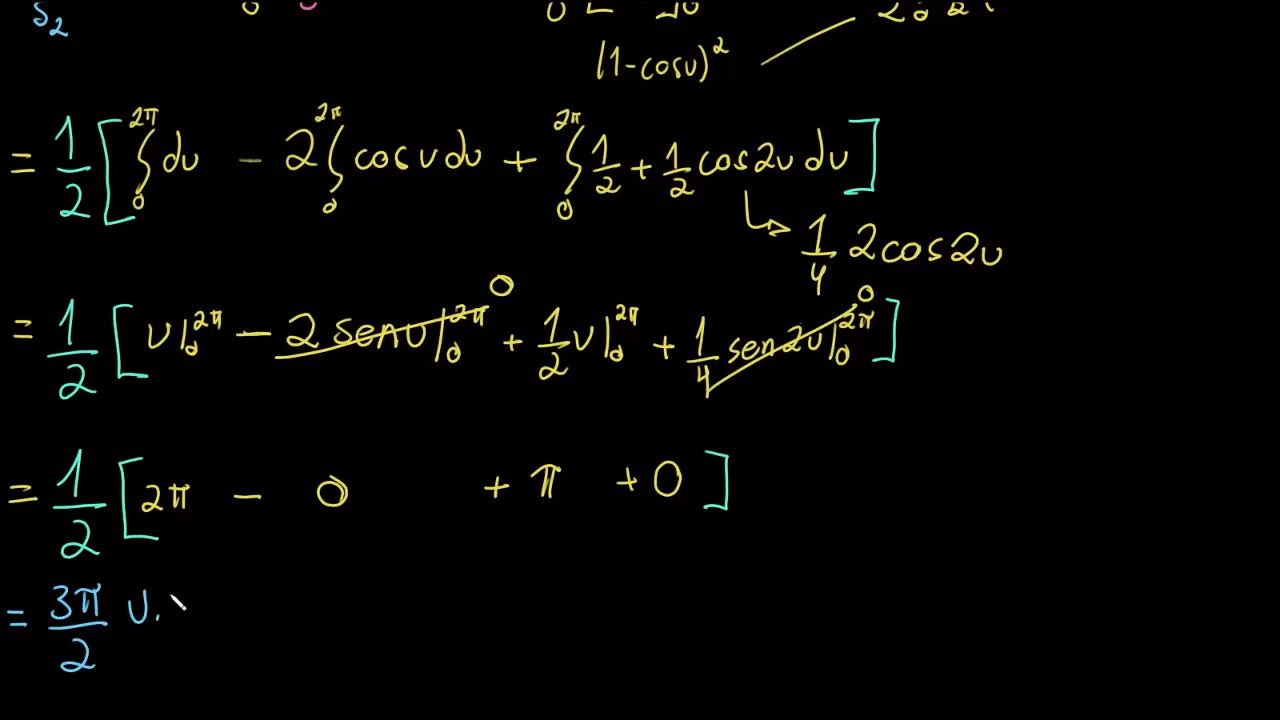 S₂
(1-cosu)²
= 1/2 [ ∫₀^2π du - 2 ∫₀^2π cosudu + ∫₀^2π 1/2 + 1/2 cos2u du ]
1/4 2cos2u
= 1/2 [ u|₀^2π - 2 senu|₀^2π 0 + 1/2 u|₀^2π + 1/4 sen2u|₀^2π 0 ]
= 1/2 [ 2π - 0 + π + 0 ]
= 3π/2 U.